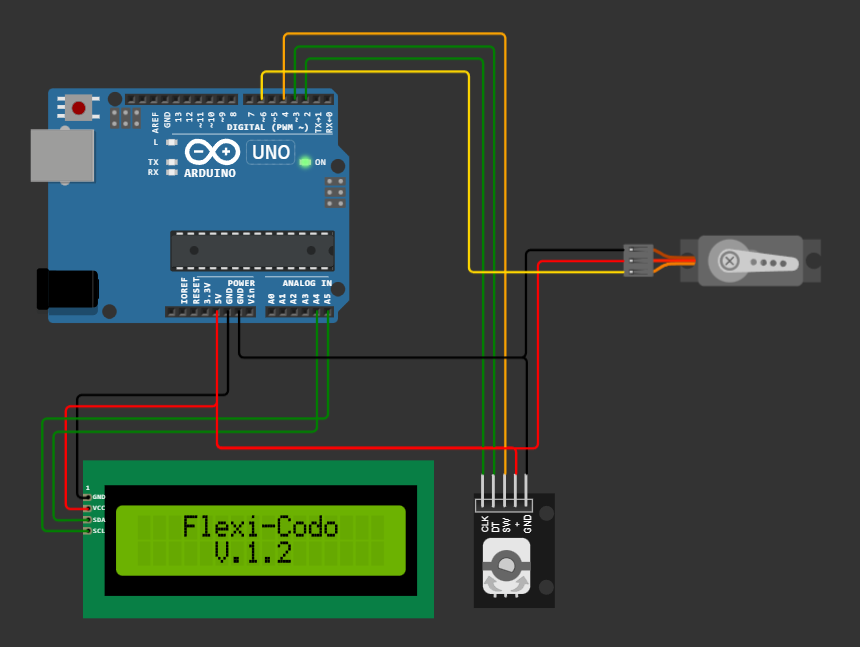 AREF
GND
13
12
~11
~10
~9
8
7
~6
~5
4
~3
2
TX→1
RX←0
DIGITAL (PWM ~)
L
TX
RX
UNO
ON
ARDUINO
IOREF
RESET
3.3V
5V
GND
GND
Vin
POWER
ANALOG IN
A0
A1
A2
A3
A4
A5
1
GND
VCC
SDA
SCL
Flexi-Codo
V.1.2
CLK
DT
SW
+
GND